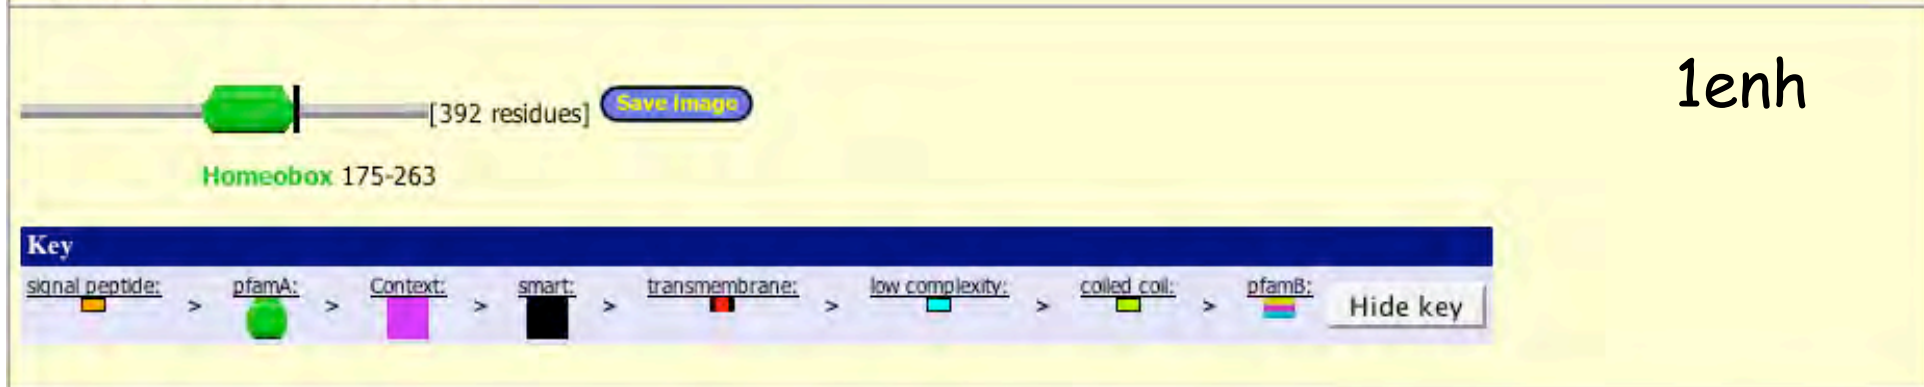 1enh
[392 residues] Save Image
Homeobox 175-263
Key
signal peptide: > pfamA: > Context: > smart: > transmembrane: > low complexity: > coiled coil: > pfamB: Hide key